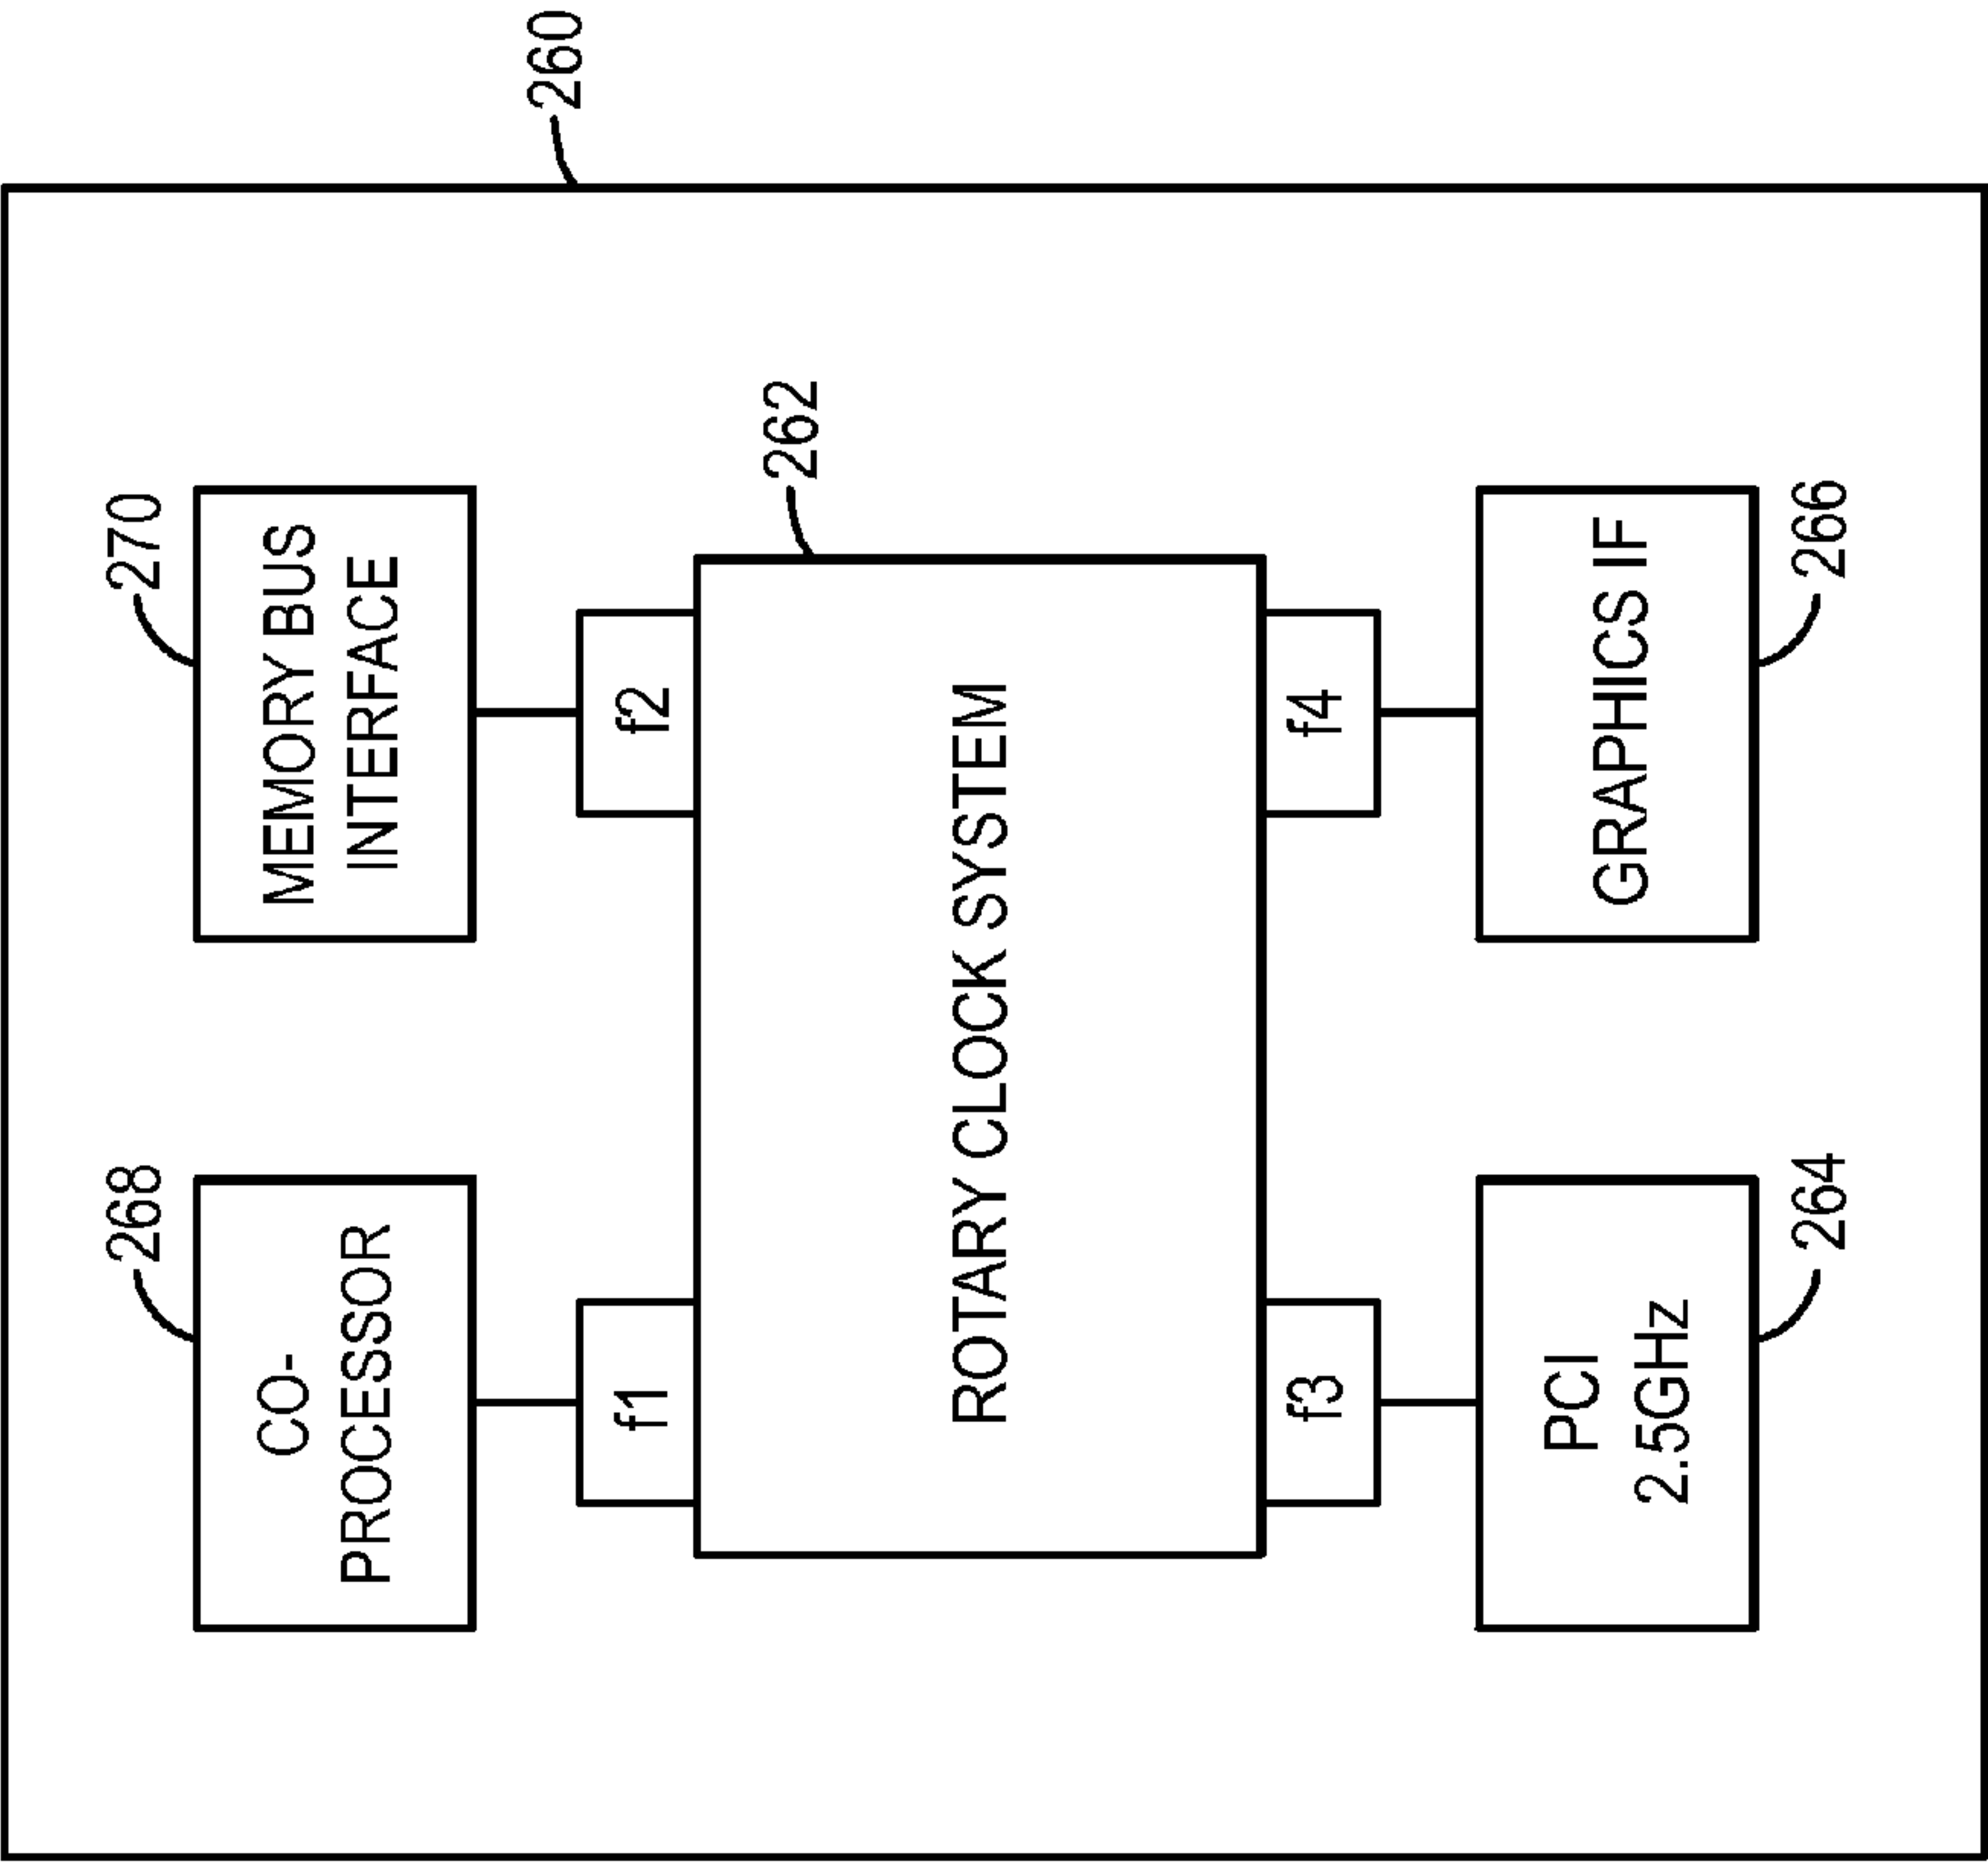 260
268
270
CO-
PROCESSOR
MEMORY BUS
INTERFACE
f1
f2
262
ROTARY CLOCK SYSTEM
f3
f4
PCI
2.5GHz
GRAPHICS IF
264
266